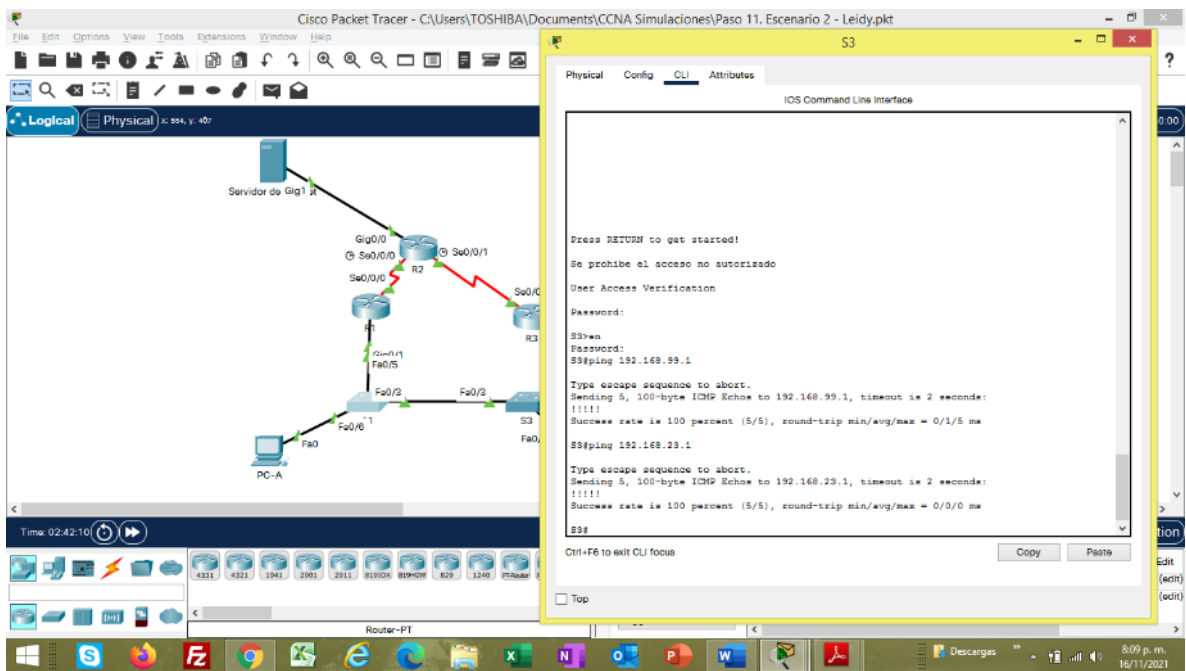 Cisco Packet Tracer - C:\Users\TOSHIBA\Documents\CCNA Simulaciones\Paso 11. Escenario 2 - Leidy.pkt
File Edit Options View Tools Extensions Window Help
Logical Physical x: 554, y: 407
Servidor de Gig1
Gig0/0
Se0/0/0 Se0/0/1
R2
Se0/0/0
R1
R3
Gig0/1
Fa0/5
Fa0/3 Fa0/3
Fa0/6
S3
Fa0
PC-A
Time: 02:42:10
4331 4321 1941 2901 2911 819IOX 819HGW 829 1240 PT-Router
Router-PT
S3
Physical Config CLI Attributes
IOS Command Line Interface
Press RETURN to get started!
Se prohibe el acceso no autorizado
User Access Verification
Password:
S3>en
Password:
S3#ping 192.168.99.1
Type escape sequence to abort.
Sending 5, 100-byte ICMP Echos to 192.168.99.1, timeout is 2 seconds:
!!!!!
Success rate is 100 percent (5/5), round-trip min/avg/max = 0/1/5 ms
S3#ping 192.168.23.1
Type escape sequence to abort.
Sending 5, 100-byte ICMP Echos to 192.168.23.1, timeout is 2 seconds:
!!!!!
Success rate is 100 percent (5/5), round-trip min/avg/max = 0/0/0 ms
S3#
Ctrl+F6 to exit CLI focus
Copy Paste
Top
Edit
(edit)
(edit)
Descargas
8:09 p. m.
16/11/2021